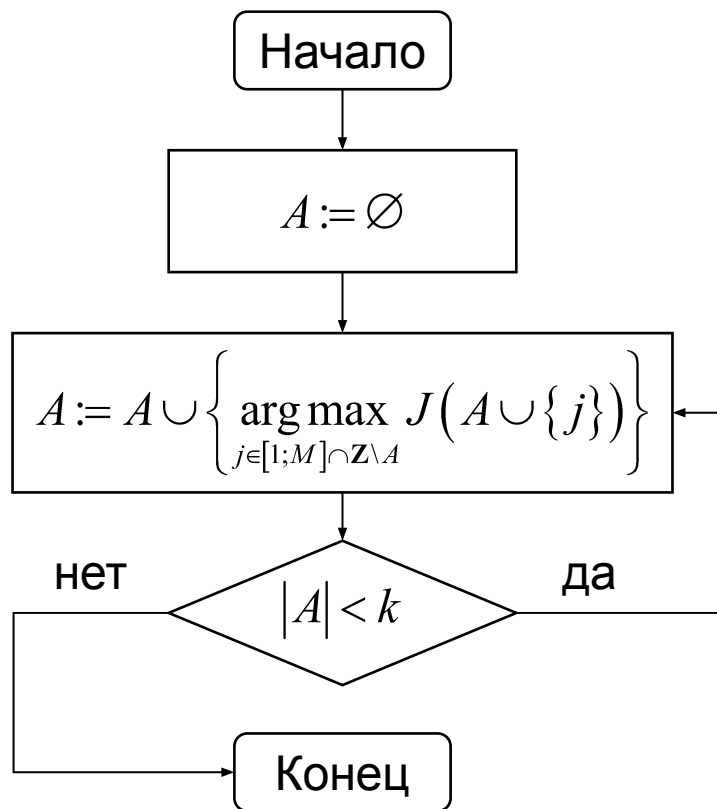 Начало
A := ∅
A := A ∪ { arg max J(A ∪ {j}) }
j∈[1;M]∩Z\A
нет
|A| < k
да
Конец